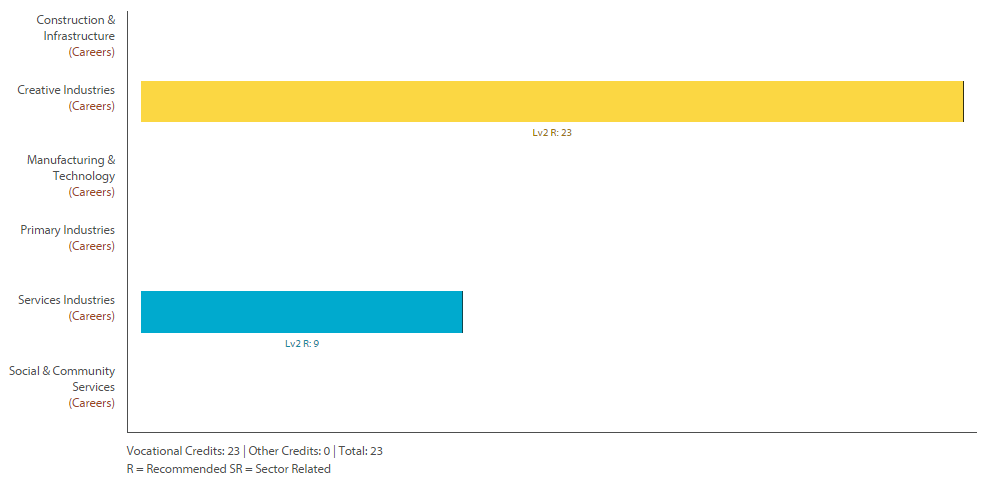 Construction &
Infrastructure
(Careers)
Creative Industries
(Careers)
Lv2 R: 23
Manufacturing &
Technology
(Careers)
Primary Industries
(Careers)
Services Industries
(Careers)
Lv2 R: 9
Social & Community
Services
(Careers)
Vocational Credits: 23 | Other Credits: 0 | Total: 23
R = Recommended SR = Sector Related